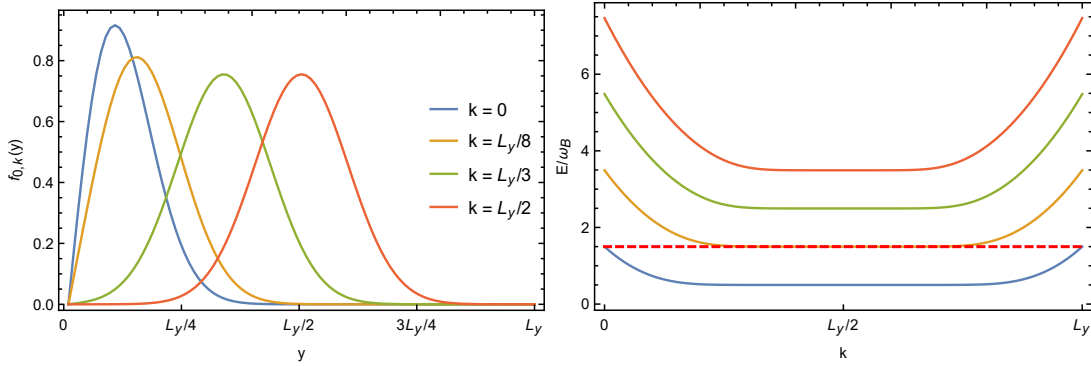 0.8
0.6
0.4
0.2
0.0
f0,k(y)
k = 0
k = Ly/8
k = Ly/3
k = Ly/2
0 Ly/4 Ly/2 3Ly/4 Ly
y
6
4
2
0
E/ωB
0 Ly/2 Ly
k